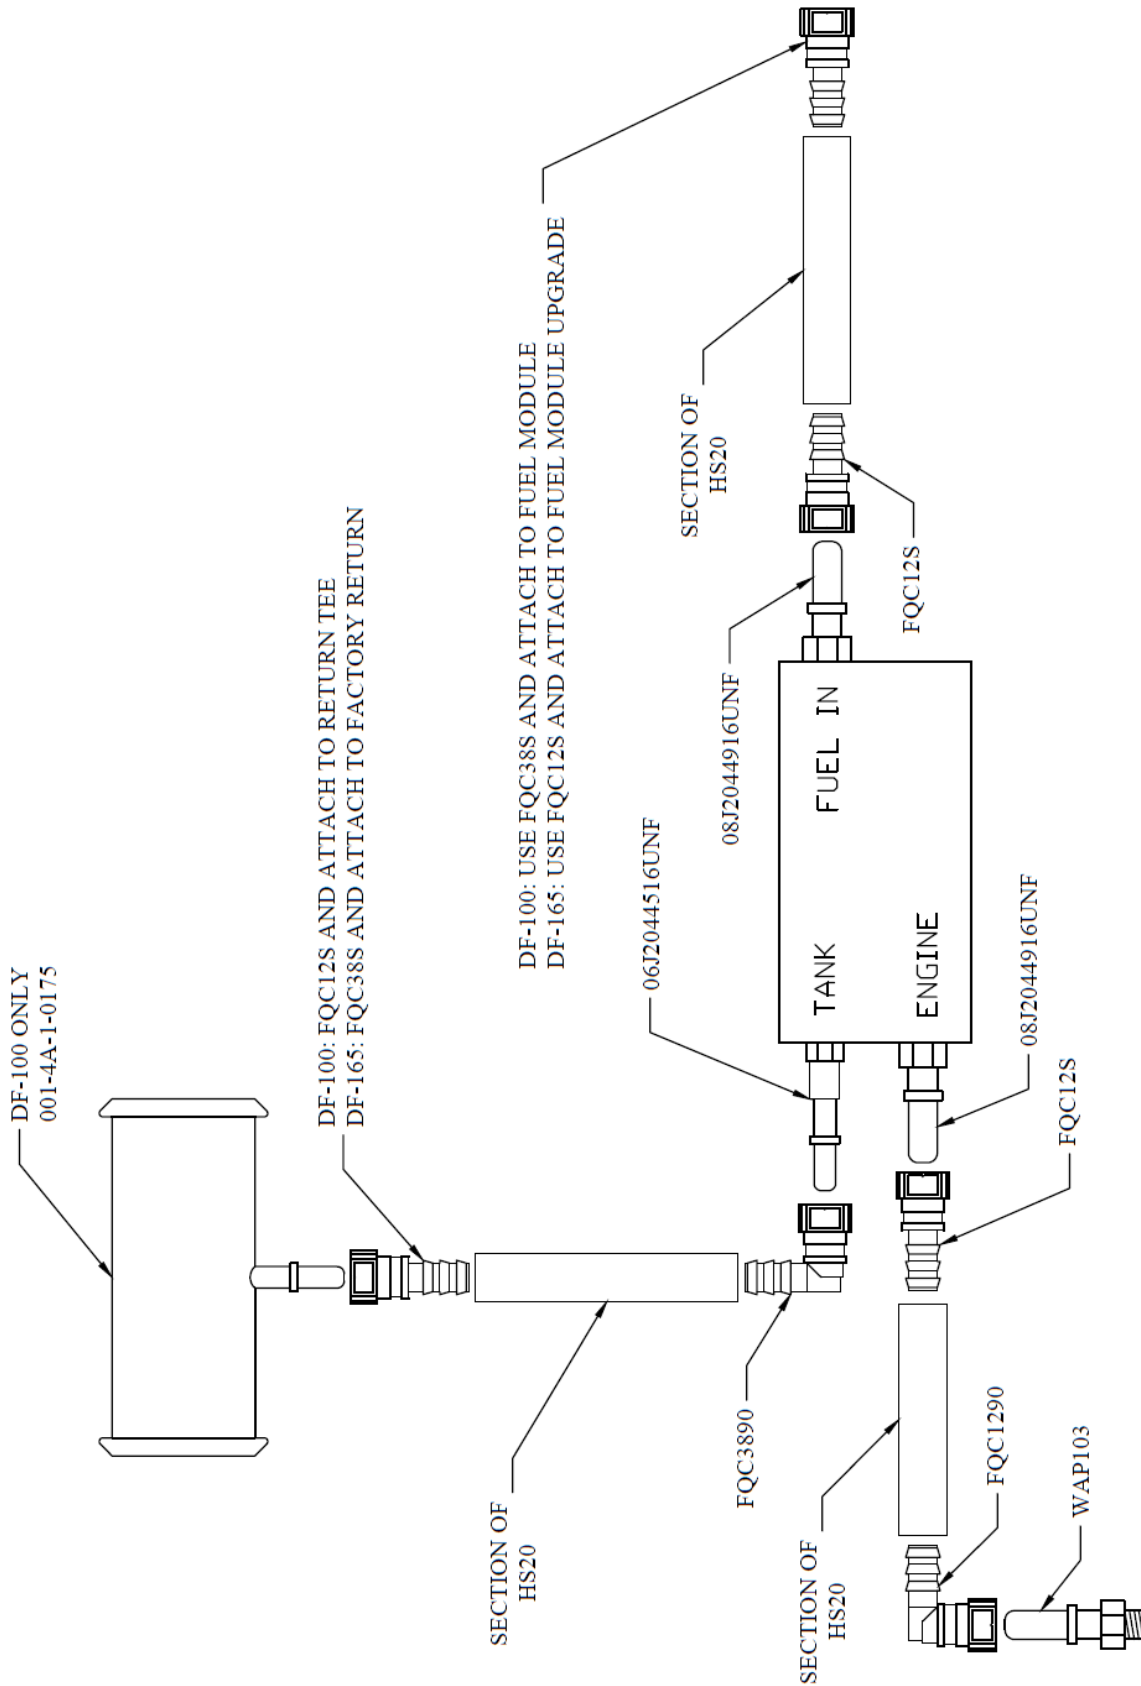 DF-100 ONLY
001-4A-1-0175
DF-100: FQC12S AND ATTACH TO RETURN TEE
DF-165: FQC38S AND ATTACH TO FACTORY RETURN
DF-100: USE FQC38S AND ATTACH TO FUEL MODULE
DF-165: USE FQC12S AND ATTACH TO FUEL MODULE UPGRADE
SECTION OF
HS20
SECTION OF
HS20
FQC3890
06J2044516UNF
08J2044916UNF
FQC12S
TANK
FUEL IN
ENGINE
SECTION OF
HS20
FQC1290
WAP103
FQC12S
08J2044916UNF